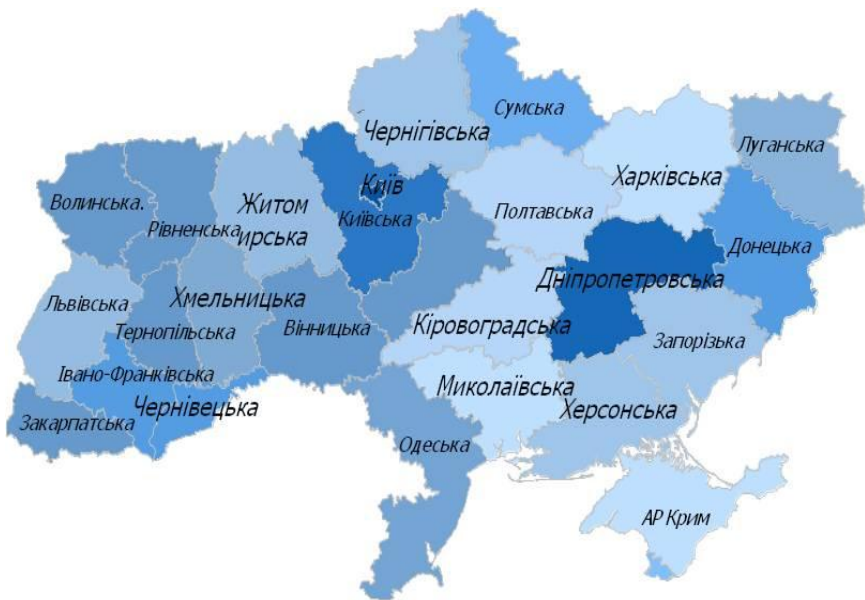 Сумська
Чернігівська
Луганська
Харківська
Київ
Волинська.
Житом
ирська
Київська
Полтавська
Рівненська
Донецька
Дніпропетровська
Львівська
Хмельницька
Тернопільська
Вінницька
Кіровоградська
Запорізька
Івано-Франківська
Миколаївська
Чернівецька
Херсонська
Закарпатська
Одеська
АР Крим